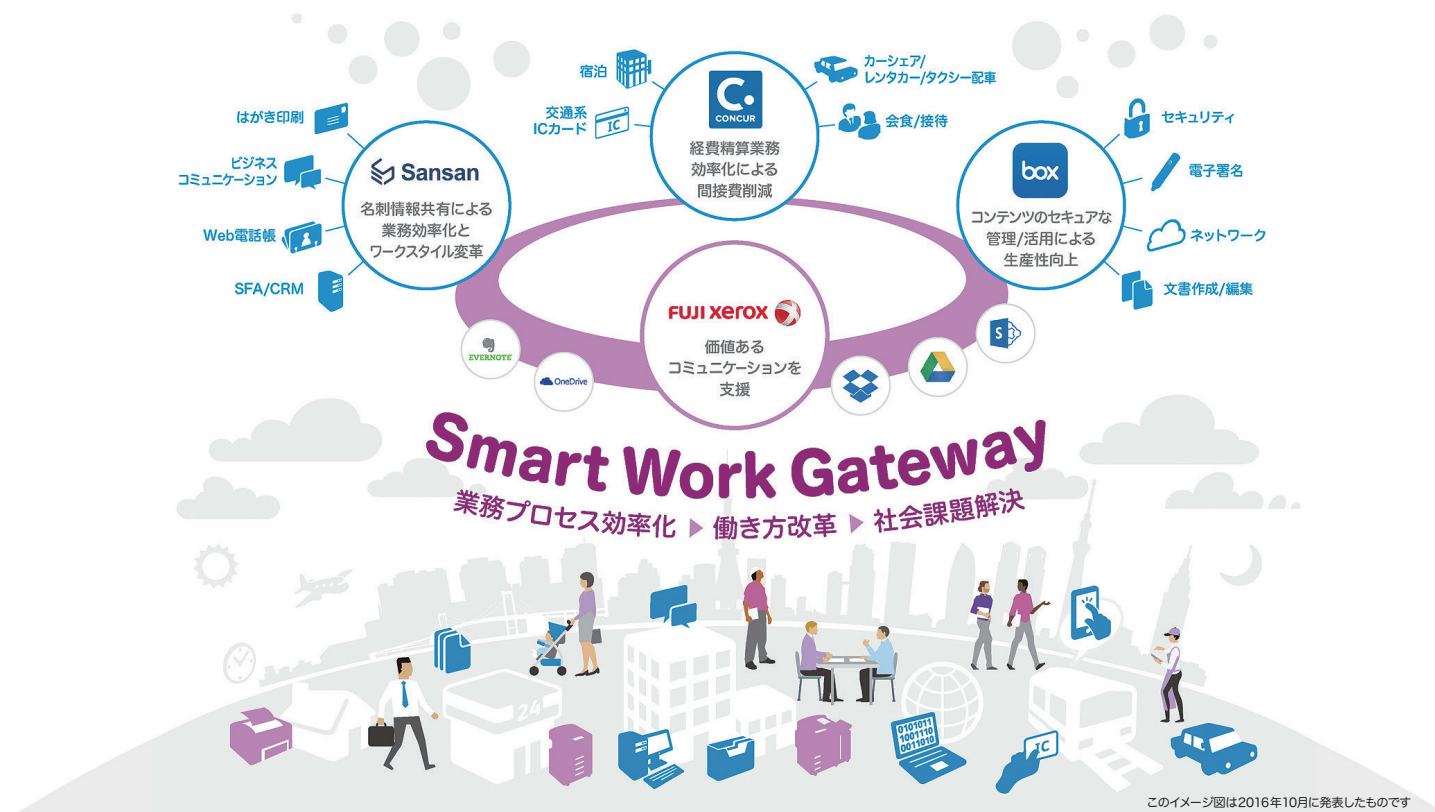 はがき印刷
ビジネス
コミュニケーション
Web電話帳
SFA/CRM
Sansan
名刺情報共有による
業務効率化と
ワークスタイル変革
宿泊
交通系
ICカード
IC
C.
CONCUR
経費精算業務
効率化による
間接費削減
カーシェア/
レンタカー/タクシー配車
会食/接待
box
コンテンツのセキュアな
管理/活用による
生産性向上
セキュリティ
電子署名
ネットワーク
文書作成/編集
FUJI XEROX
価値ある
コミュニケーションを
支援
EVERNOTE
OneDrive
S
Smart Work Gateway
業務プロセス効率化 ▶ 働き方改革 ▶ 社会課題解決
24
0101011
1001110
0011010
IC
このイメージ図は2016年10月に発表したものです